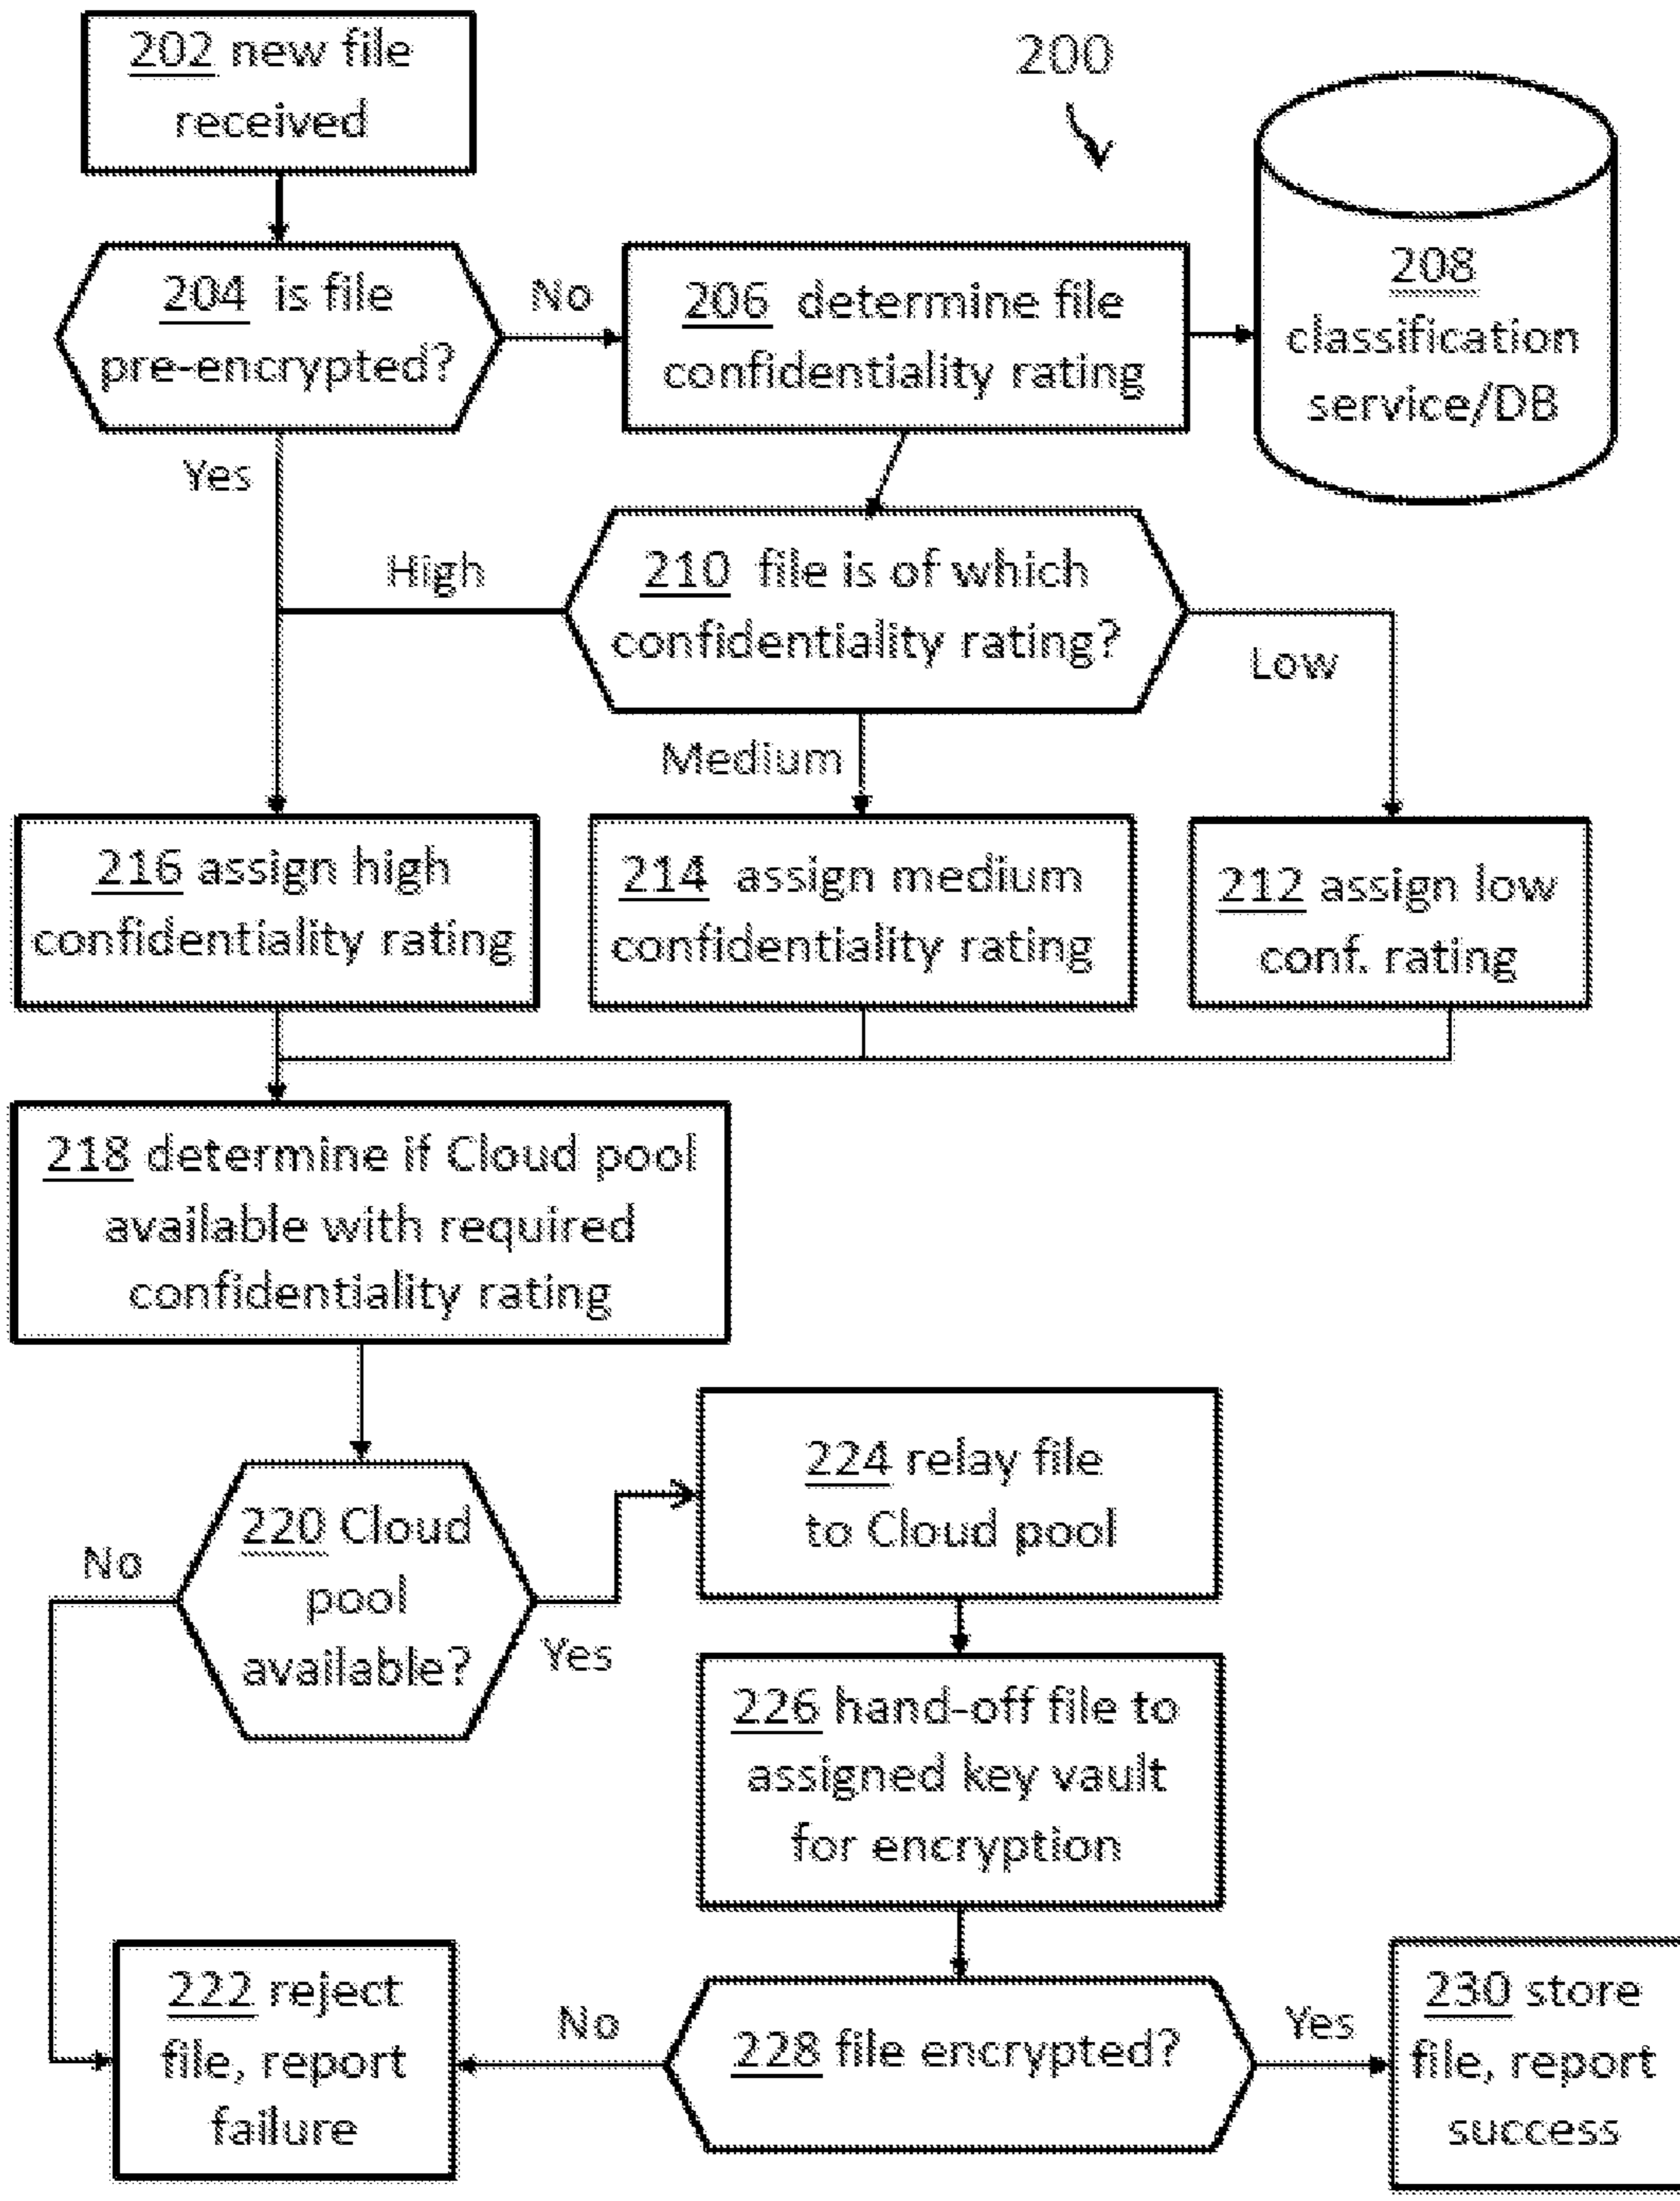 202 new file
received
200
204 is file
pre-encrypted?
No
206 determine file
confidentiality rating
208
classification
service/DB
Yes
High
210 file is of which
confidentiality rating?
Low
Medium
216 assign high
confidentiality rating
214 assign medium
confidentiality rating
212 assign low
conf. rating
218 determine if Cloud pool
available with required
confidentiality rating
220 Cloud
pool
available?
No
Yes
224 relay file
to Cloud pool
226 hand-off file to
assigned key vault
for encryption
222 reject
file, report
failure
No
228 file encrypted?
Yes
230 store
file, report
success